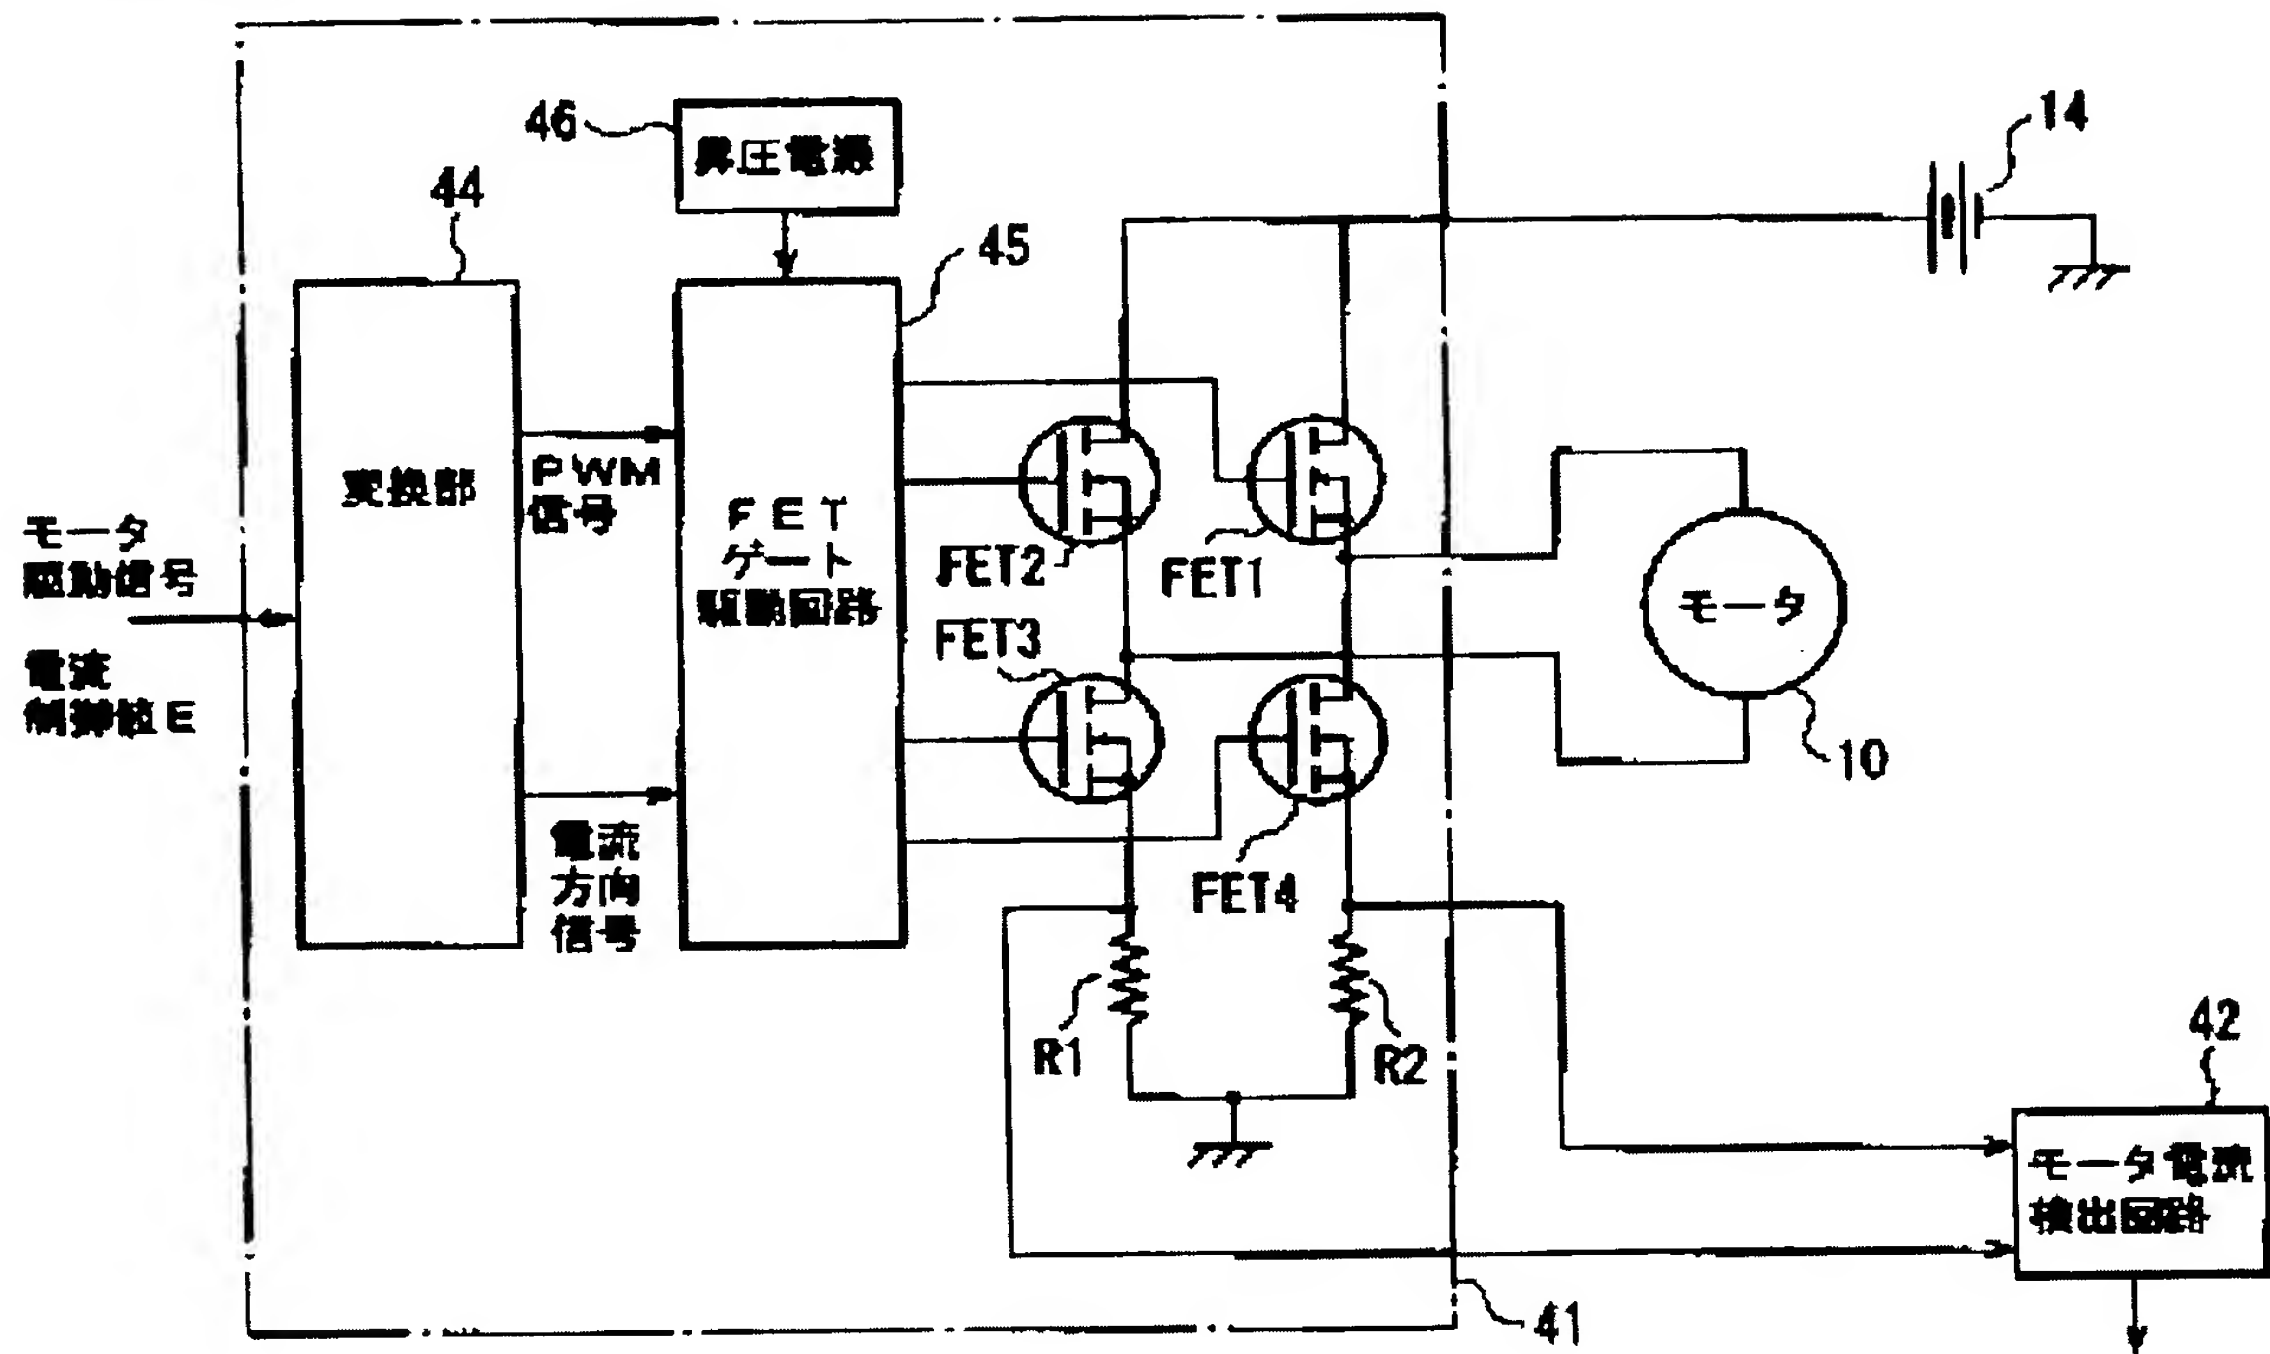 46
昇圧電源
14
44
45
変換部
PWM
信号
FET
ゲート
駆動回路
FET2
FET1
モータ
駆動信号
電流
制御値E
FET3
モータ
10
電流
方向
信号
FET4
R1
R2
42
モータ電流
検出回路
41